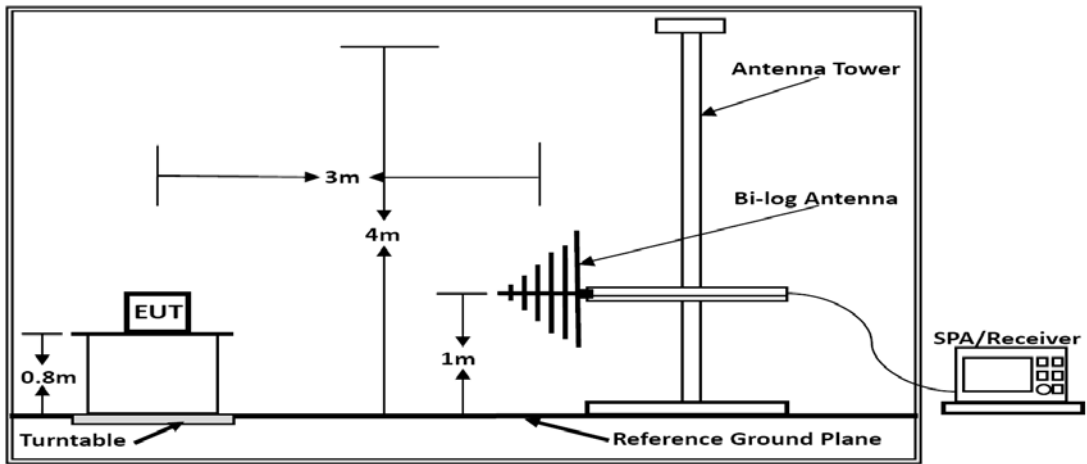 Antenna Tower
3m
Bi-log Antenna
4m
EUT
1m
SPA/Receiver
0.8m
Turntable
Reference Ground Plane